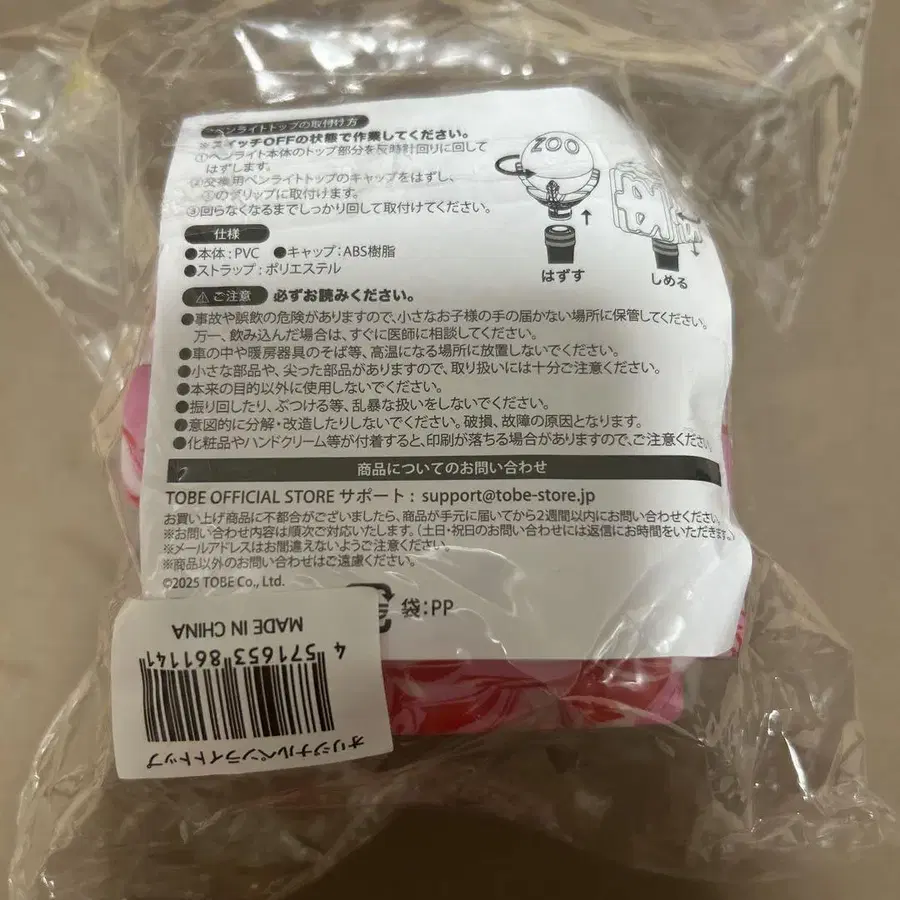 ペンライトトップの取付け方
※スイッチOFFの状態で作業してください。
①ペンライト本体のトップ部分を反時計回りに回して
はずします。
②交換用ペンライトトップのキャップをはずし、
①のグリップに取付けます。
③回らなくなるまでしっかり回して取付けてください。
ZOO
はずす
しめる
仕様
●本体:PVC ●キャップ:ABS樹脂
●ストラップ:ポリエステル
⚠ご注意 必ずお読みください。
●事故や誤飲の危険がありますので、小さなお子様の手の届かない場所に保管してください。
万一、飲み込んだ場合は、すぐに医師に相談してください。
●車の中や暖房器具のそば等、高温になる場所に放置しないでください。
●小さな部品や、尖った部品がありますので、取り扱いには十分ご注意ください。
●本来の目的以外に使用しないでください。
●振り回したり、ぶつける等、乱暴な扱いをしないでください。
●意図的に分解・改造したりしないでください。破損、故障の原因となります。
●化粧品やハンドクリーム等が付着すると、印刷が落ちる場合がありますので、ご注意ください
商品についてのお問い合わせ
TOBE OFFICIAL STORE サポート: support@tobe-store.jp
お買い上げ商品に不都合がございましたら、商品が手元に届いてから2週間以内にお問い合わせください。
※お問い合わせ内容は順次ご対応いたします。(土日・祝日のお問い合わせには返信にお時間をいただきます。)
※メールアドレスはお間違えないようご注意ください。
※商品以外のお問い合わせはご遠慮ください。
©2025 TOBE Co., Ltd.
袋:PP
オリジナルペンライトトップ
4 571653 861141
MADE IN CHINA